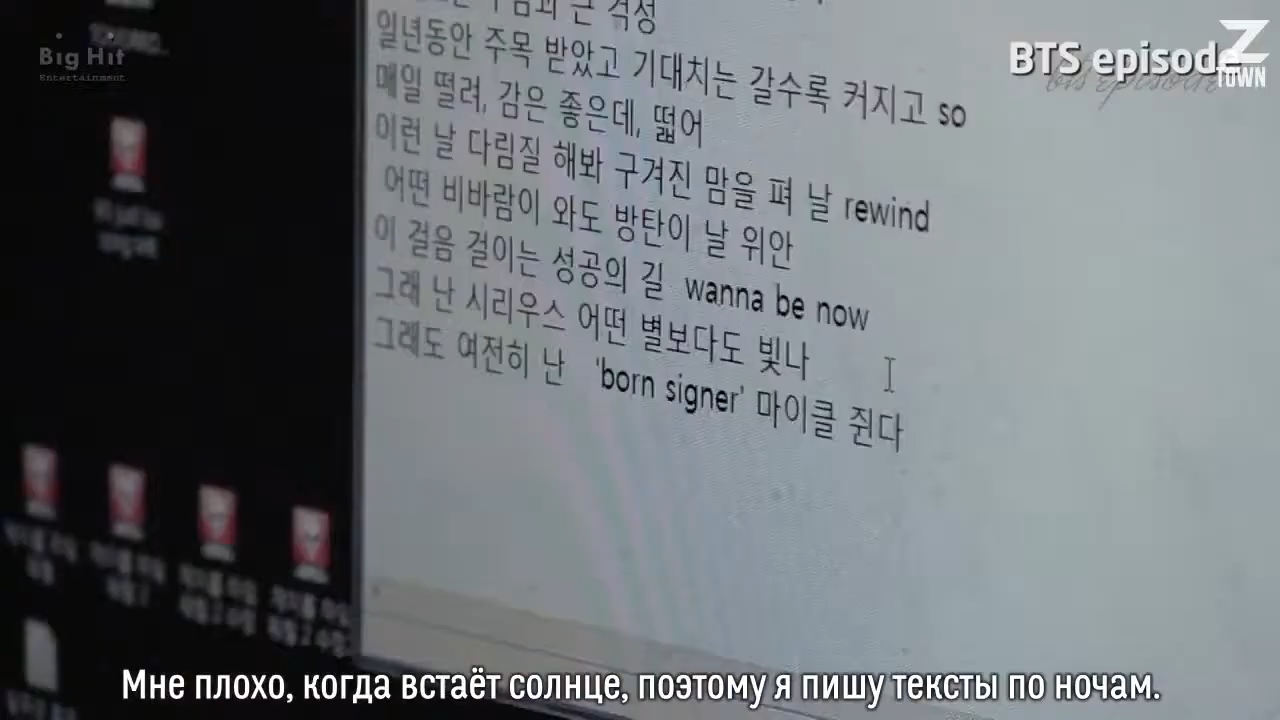 Big Hit
Entertainment
BTS episode
bts episode
Z
TOWN
일년동안 주목 받았고 기대치는 갈수록 커지고 so
매일 떨려, 감은 좋은데, 떫어
이런 날 다림질 해봐 구겨진 맘을 펴 날 rewind
어떤 비바람이 와도 방탄이 날 위안
이 걸음 걸이는 성공의 길 wanna be now
그래 난 시리우스 어떤 별보다도 빛나
그래도 여전히 난 'born signer' 마이클 쥔다
Мне плохо, когда встаёт солнце, поэтому я пишу тексты по ночам.